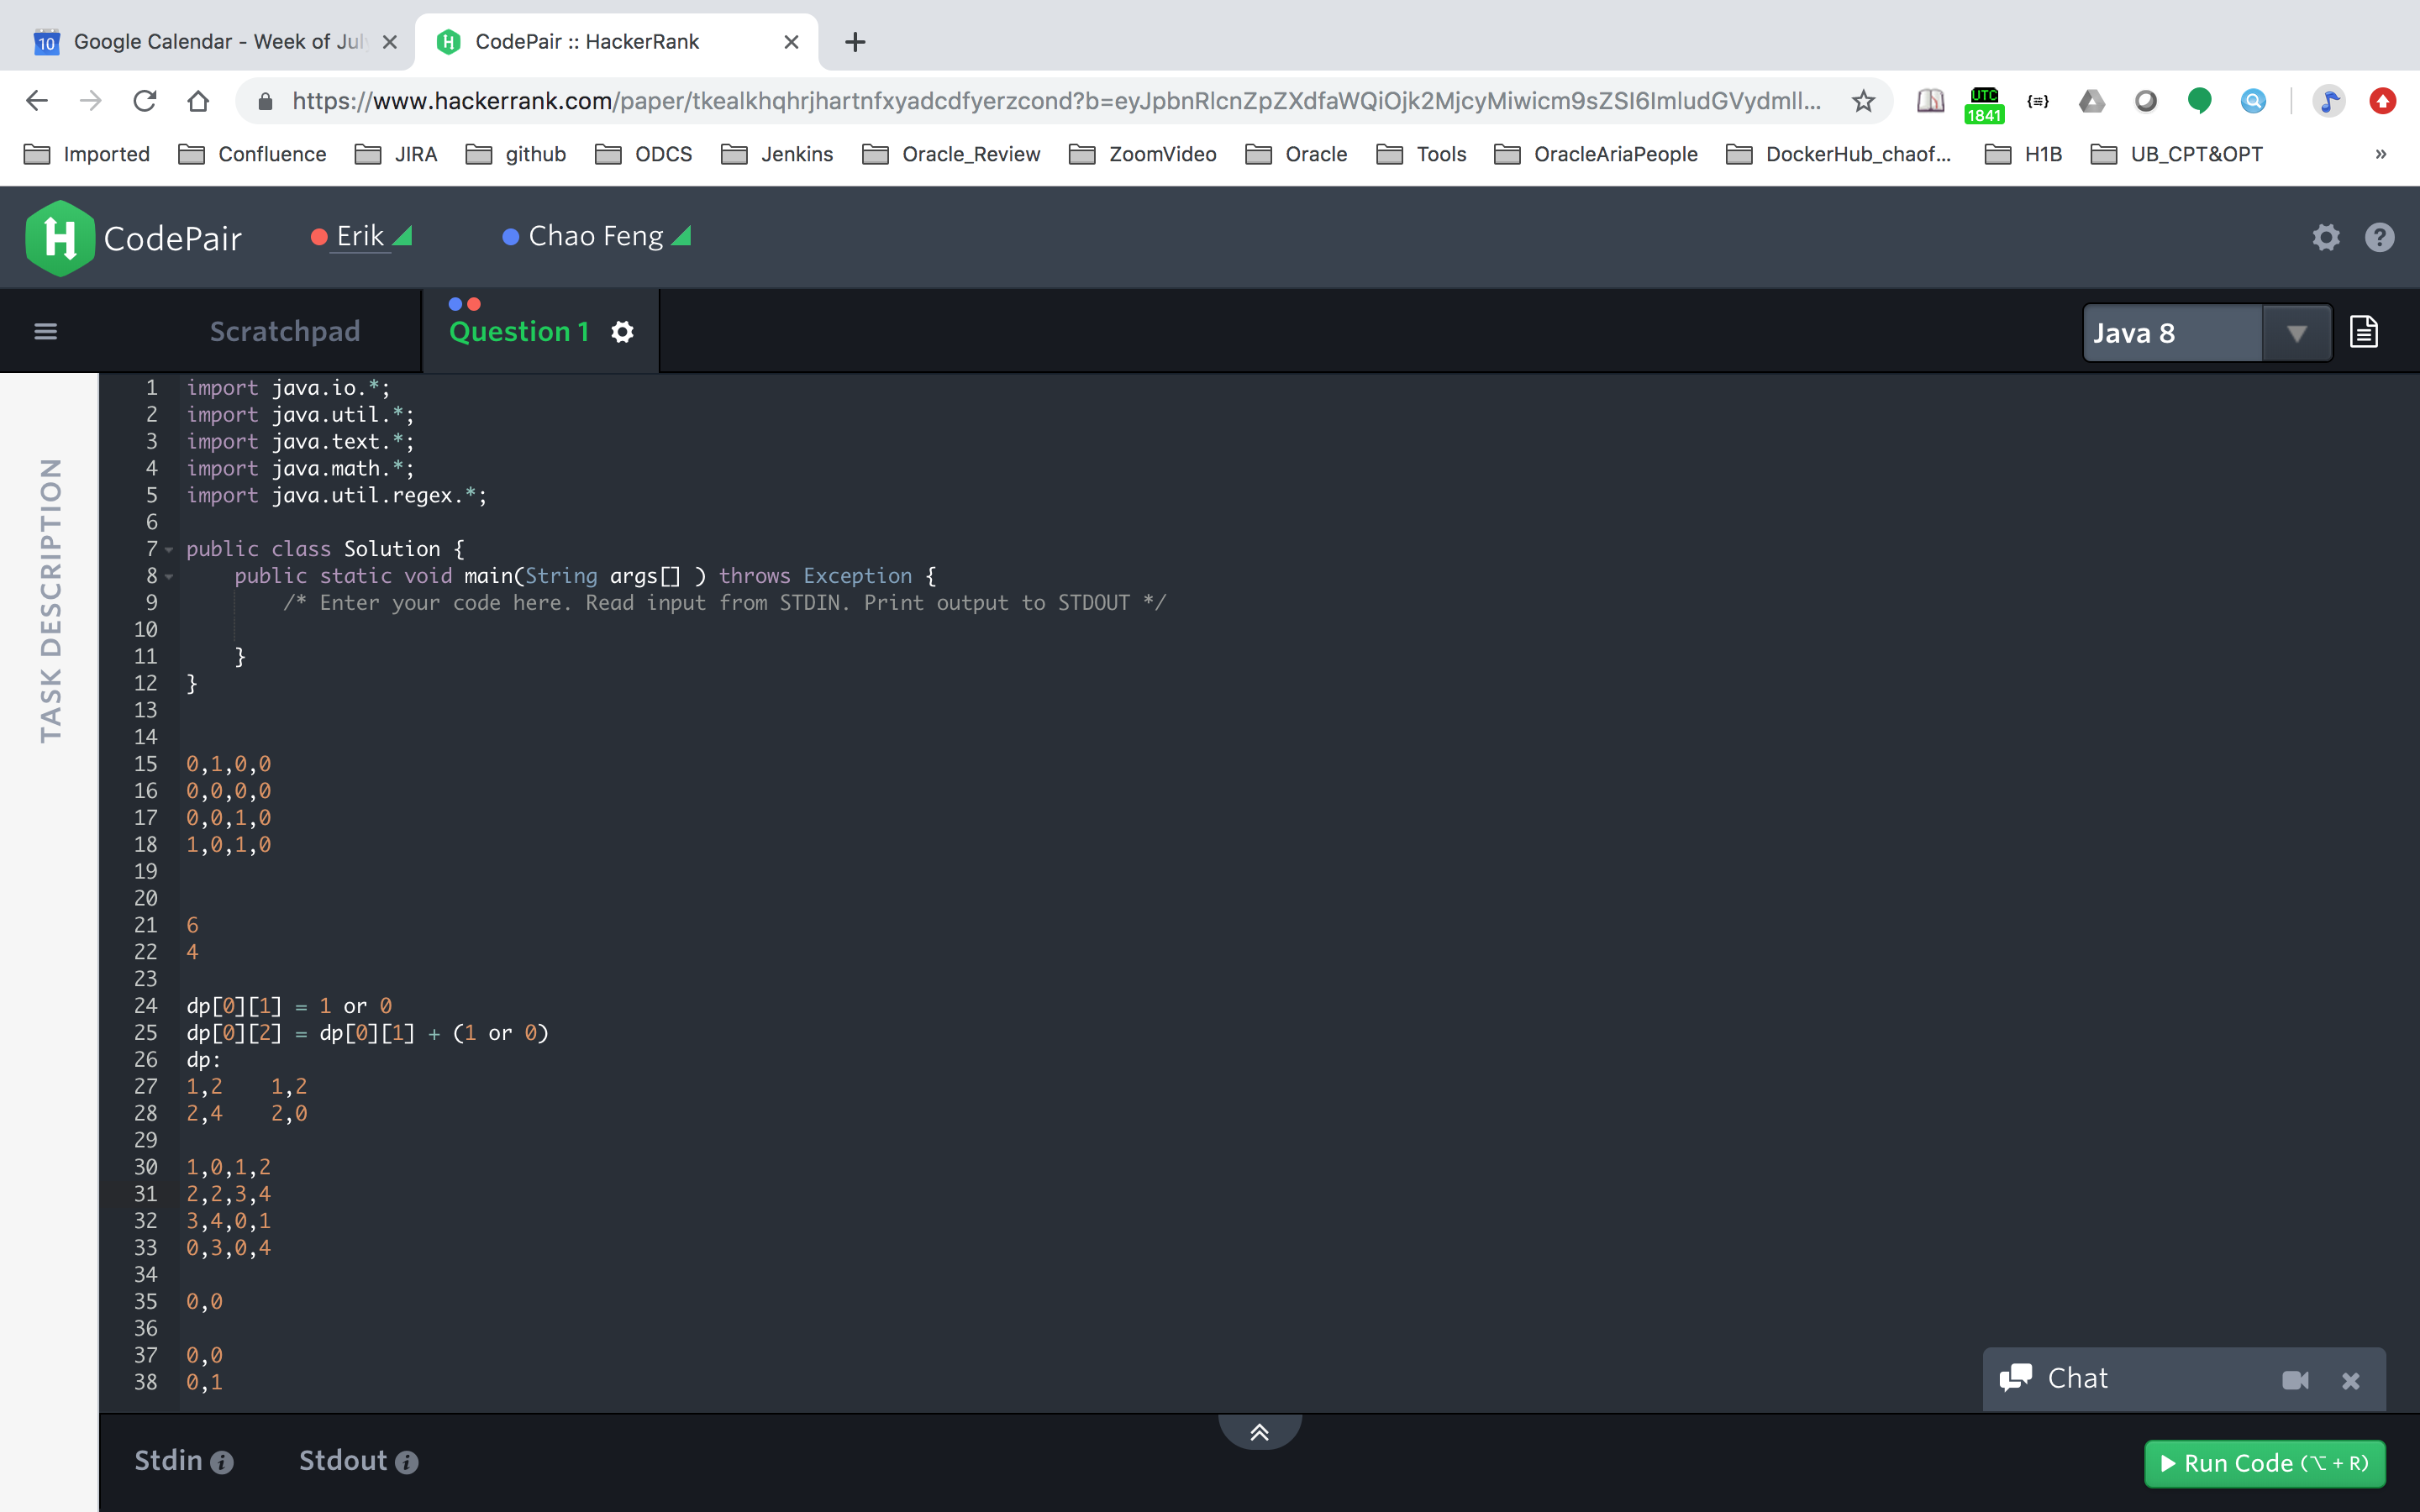 Google Calendar - Week of Jul
CodePair :: HackerRank
https://www.hackerrank.com/paper/tkealkhqhrjhartnfxyadcdfyerzcond?b=eyJpbnRlcnZpZXdfaWQiOjk2MjcyMiwicm9sZSI6ImludGVydmll...
UTC
1841
Imported Confluence JIRA github ODCS Jenkins Oracle_Review ZoomVideo Oracle Tools OracleAriaPeople DockerHub_chaof... H1B UB_CPT&OPT »
CodePair Erik Chao Feng
Scratchpad Question 1 Java 8
TASK DESCRIPTION
1 import java.io.*;
2 import java.util.*;
3 import java.text.*;
4 import java.math.*;
5 import java.util.regex.*;
6
7 public class Solution {
8 public static void main(String args[] ) throws Exception {
9 /* Enter your code here. Read input from STDIN. Print output to STDOUT */
10
11 }
12 }
13
14
15 0,1,0,0
16 0,0,0,0
17 0,0,1,0
18 1,0,1,0
19
20
21 6
22 4
23
24 dp[0][1] = 1 or 0
25 dp[0][2] = dp[0][1] + (1 or 0)
26 dp:
27 1,2    1,2
28 2,4    2,0
29
30 1,0,1,2
31 2,2,3,4
32 3,4,0,1
33 0,3,0,4
34
35 0,0
36
37 0,0
38 0,1
Chat
Stdin Stdout
Run Code (⌥ + R)